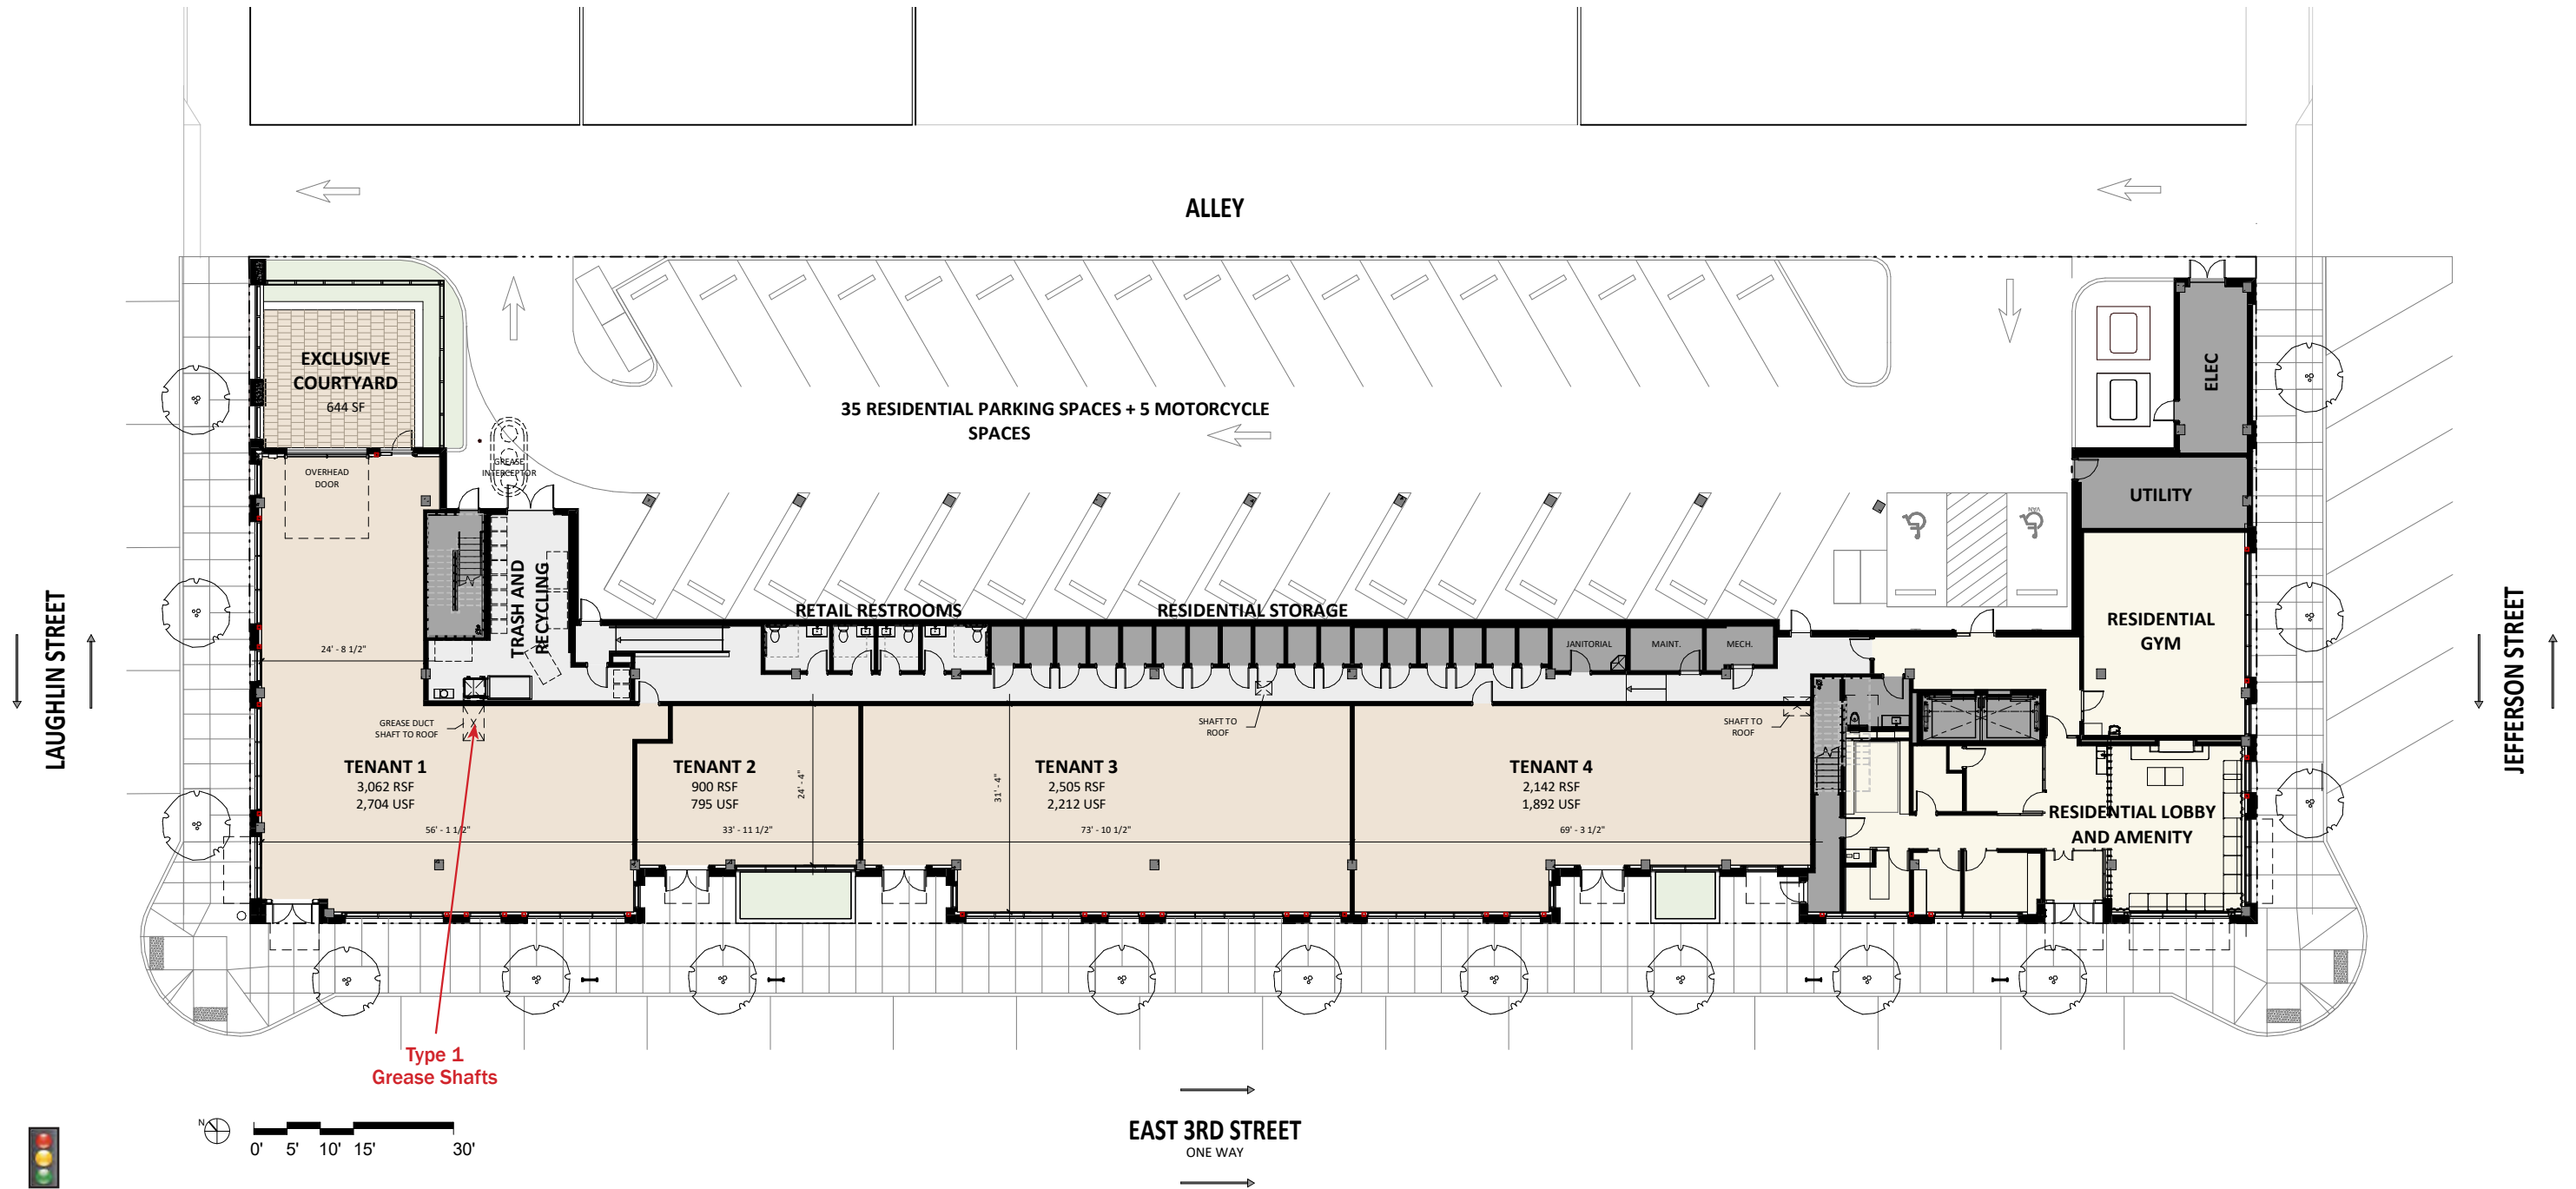 ALLEY
EXCLUSIVE
COURTYARD
644 SF
35 RESIDENTIAL PARKING SPACES + 5 MOTORCYCLE
SPACES
ELEC
OVERHEAD
DOOR
GREASE
INTERCEPTOR
UTILITY
VAN
TRASH AND
RECYCLING
RETAIL RESTROOMS
RESIDENTIAL STORAGE
RESIDENTIAL
GYM
JANITORIAL
MAINT.
MECH.
24' - 8 1/2"
LAUGHLIN STREET
JEFFERSON STREET
GREASE DUCT
SHAFT TO ROOF
SHAFT TO
ROOF
SHAFT TO
ROOF
TENANT 1
3,062 RSF
2,704 USF
56' - 1 1/2"
TENANT 2
900 RSF
795 USF
33' - 11 1/2"
24' - 4"
31' - 4"
TENANT 3
2,505 RSF
2,212 USF
73' - 10 1/2"
TENANT 4
2,142 RSF
1,892 USF
69' - 3 1/2"
RESIDENTIAL LOBBY
AND AMENITY
Type 1
Grease Shafts
N
0' 5' 10' 15' 30'
EAST 3RD STREET
ONE WAY